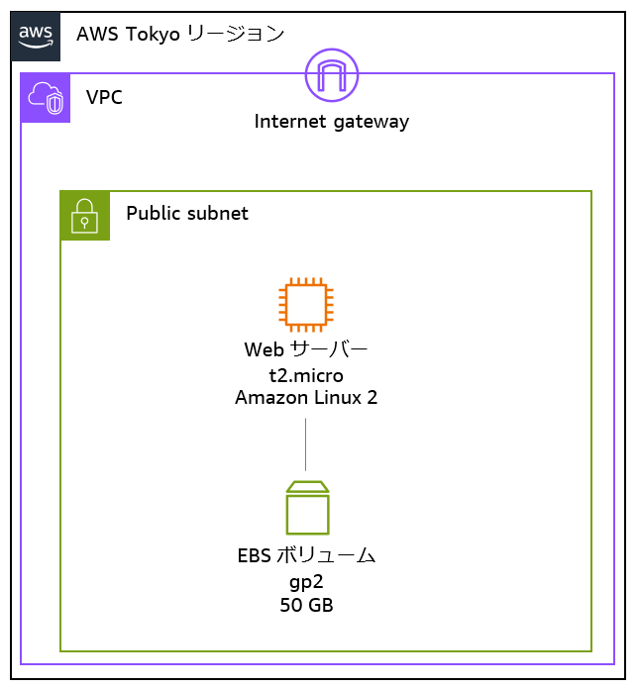 aws
AWS Tokyo リージョン
VPC
Internet gateway
Public subnet
Web サーバー
t2.micro
Amazon Linux 2
EBS ボリューム
gp2
50 GB